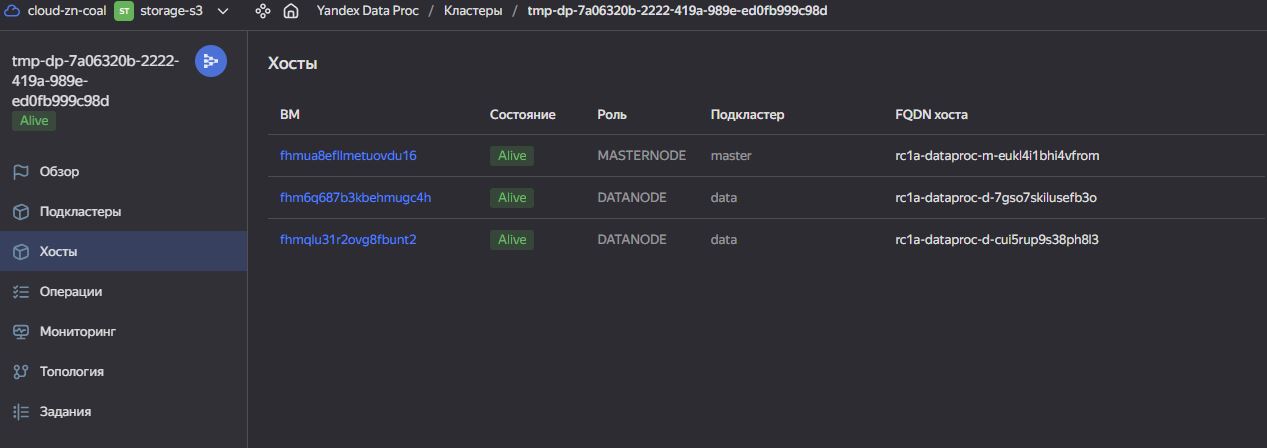 cloud-zn-coal ST storage-s3 Yandex Data Proc / Кластеры / tmp-dp-7a06320b-2222-419a-989e-ed0fb999c98d
tmp-dp-7a06320b-2222-
419a-989e-
ed0fb999c98d
Alive
Обзор
Подкластеры
Хосты
Операции
Мониторинг
Топология
Задания
Хосты
ВМ Состояние Роль Подкластер FQDN хоста
fhmua8efllmetuovdu16 Alive MASTERNODE master rc1a-dataproc-m-eukl4i1bhi4vfrom
fhm6q687b3kbehmugc4h Alive DATANODE data rc1a-dataproc-d-7gso7skilusefb3o
fhmqlu31r2ovg8fbunt2 Alive DATANODE data rc1a-dataproc-d-cui5rup9s38ph8l3